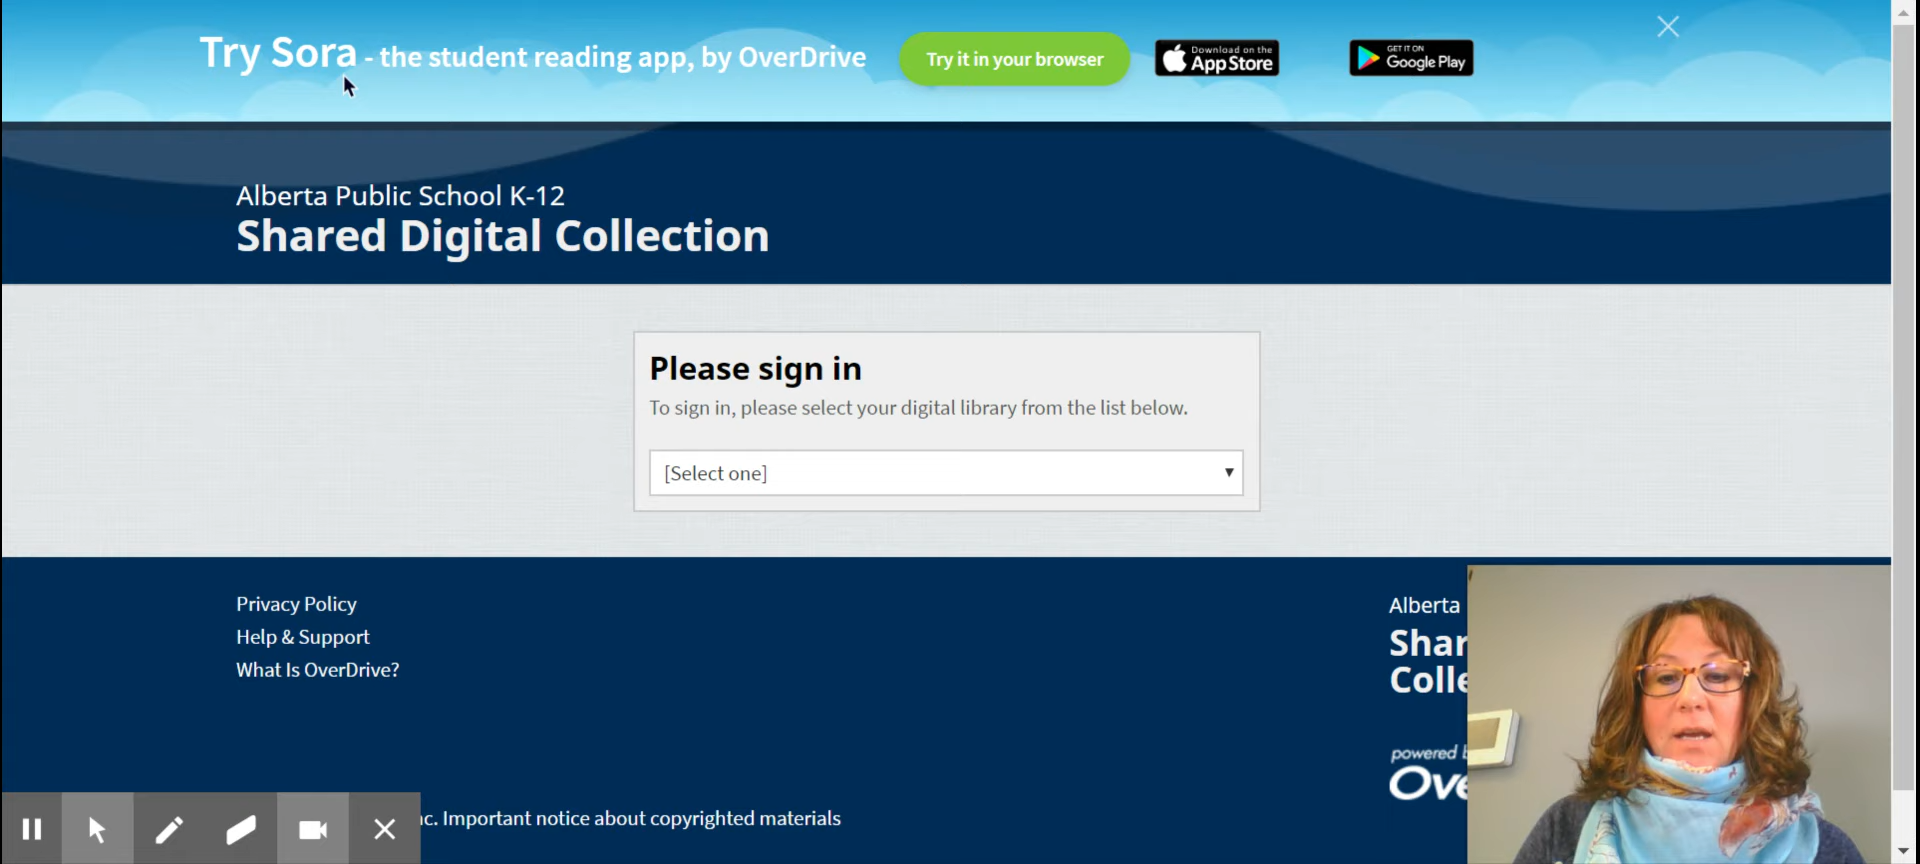 Try Sora - the student reading app, by OverDrive
Try it in your browser
Download on the
App Store
GET IT ON
Google Play
Alberta Public School K-12
Shared Digital Collection
Please sign in
To sign in, please select your digital library from the list below.
[Select one]
Privacy Policy
Help & Support
What Is OverDrive?
Alberta
Shar
Colle
powered
Ove
nc. Important notice about copyrighted materials